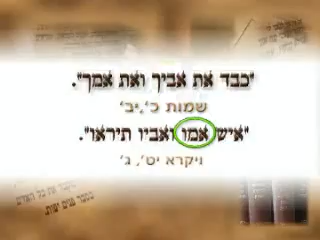 "כבד את אביך ואת אמך".
שמות כ',יב'
"איש אמו ואביו תיראו".
ויקרא יט', ג'